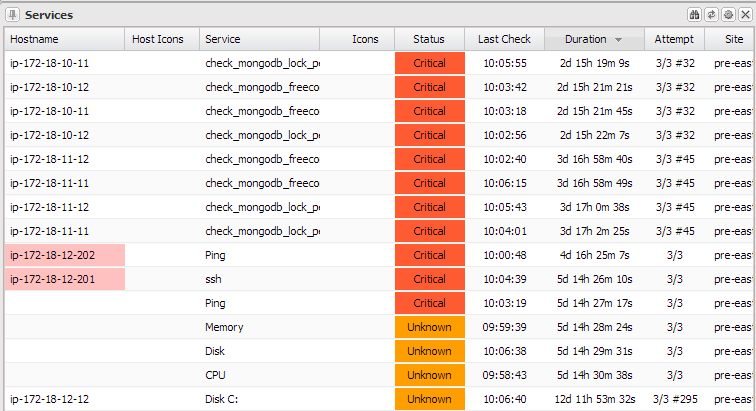 Services
Hostname Host Icons Service Icons Status Last Check Duration Attempt Site
ip-172-18-10-11 check_mongodb_lock_p Critical 10:05:55 2d 15h 19m 9s 3/3 #32 pre-eas
ip-172-18-10-12 check_mongodb_freeco Critical 10:03:42 2d 15h 21m 21s 3/3 #32 pre-eas
ip-172-18-10-11 check_mongodb_freeco Critical 10:03:18 2d 15h 21m 45s 3/3 #32 pre-eas
ip-172-18-10-12 check_mongodb_lock_p Critical 10:02:56 2d 15h 22m 7s 3/3 #32 pre-eas
ip-172-18-11-12 check_mongodb_freeco Critical 10:02:40 3d 16h 58m 40s 3/3 #45 pre-eas
ip-172-18-11-11 check_mongodb_freeco Critical 10:06:15 3d 16h 58m 49s 3/3 #45 pre-eas
ip-172-18-11-12 check_mongodb_lock_p Critical 10:05:43 3d 17h 0m 38s 3/3 #45 pre-eas
ip-172-18-11-11 check_mongodb_lock_p Critical 10:04:01 3d 17h 2m 25s 3/3 #45 pre-eas
ip-172-18-12-202 Ping Critical 10:00:48 4d 16h 25m 7s 3/3 pre-eas
ip-172-18-12-201 ssh Critical 10:04:39 5d 14h 26m 10s 3/3 pre-eas
Ping Critical 10:03:19 5d 14h 27m 17s 3/3 pre-eas
Memory Unknown 09:59:39 5d 14h 28m 24s 3/3 pre-eas
Disk Unknown 10:06:38 5d 14h 29m 31s 3/3 pre-eas
CPU Unknown 09:58:43 5d 14h 30m 38s 3/3 pre-eas
ip-172-18-12-12 Disk C: Unknown 10:06:40 12d 11h 53m 32s 3/3 #295 pre-eas